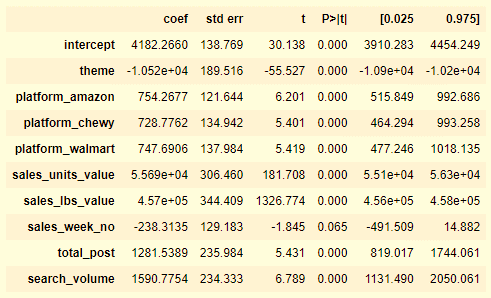 coef std err t P>|t| [0.025 0.975]
intercept 4182.2660 138.769 30.138 0.000 3910.283 4454.249
theme -1.052e+04 189.516 -55.527 0.000 -1.09e+04 -1.02e+04
platform_amazon 754.2677 121.644 6.201 0.000 515.849 992.686
platform_chewy 728.7762 134.942 5.401 0.000 464.294 993.258
platform_walmart 747.6906 137.984 5.419 0.000 477.246 1018.135
sales_units_value 5.569e+04 306.460 181.708 0.000 5.51e+04 5.63e+04
sales_lbs_value 4.57e+05 344.409 1326.774 0.000 4.56e+05 4.58e+05
sales_week_no -238.3135 129.183 -1.845 0.065 -491.509 14.882
total_post 1281.5389 235.984 5.431 0.000 819.017 1744.061
search_volume 1590.7754 234.333 6.789 0.000 1131.490 2050.061